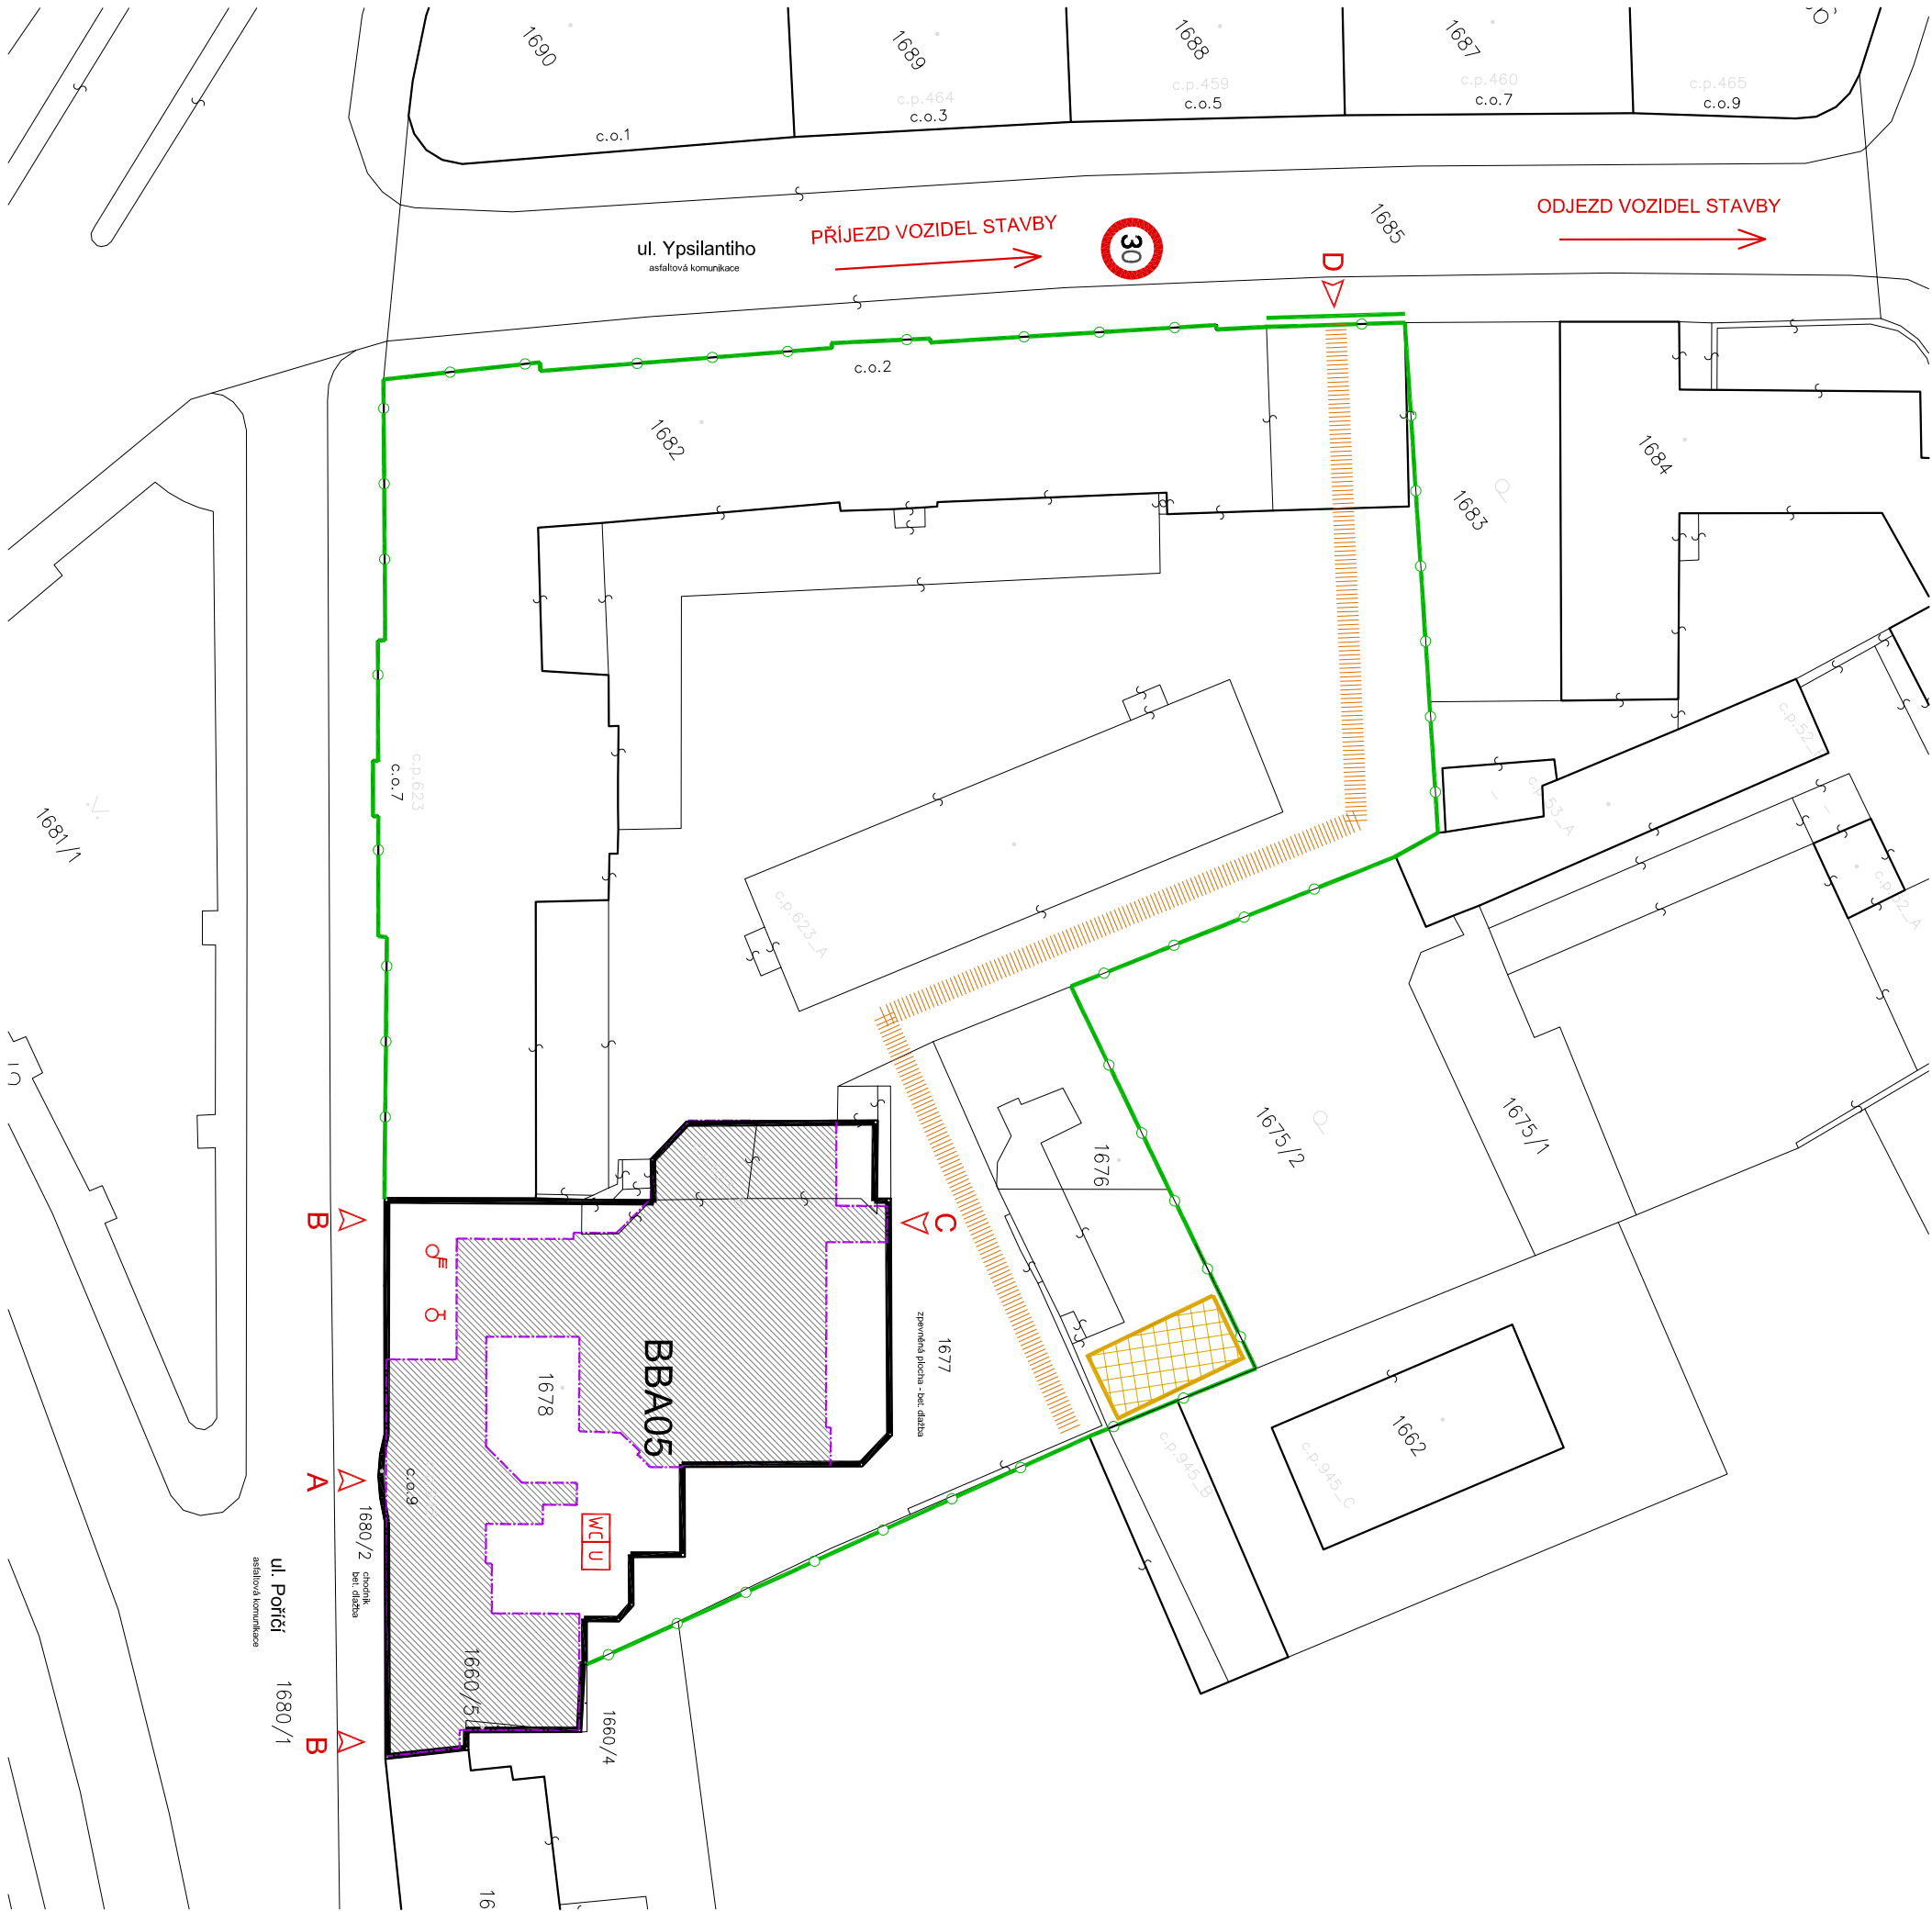 1690
1689
1688
1687
c.p.464
c.p.459
c.p.460
c.p.465
c.o.1
c.o.3
c.o.5
c.o.7
c.o.9
ul. Ypsilantiho
asfaltová komunikace
PŘÍJEZD VOZIDEL STAVBY
30
1685
ODJEZD VOZIDEL STAVBY
D
c.o.2
1682
1683
1684
c.p.623
c.o.7
1681/1
c.p.623_A
c.p.53_A
c.p.52_A
1675/2
1675/1
1676
B
C
1677
zpevněná plocha - bet. dlažba
BBA05
1678
1662
c.p.945_B
c.p.945_C
A
c.o.9
WC U
1680/2
chodník
bet. dlažba
ul. Poříčí
asfaltová komunikace
1680/1
1660/5
1660/4
B
16